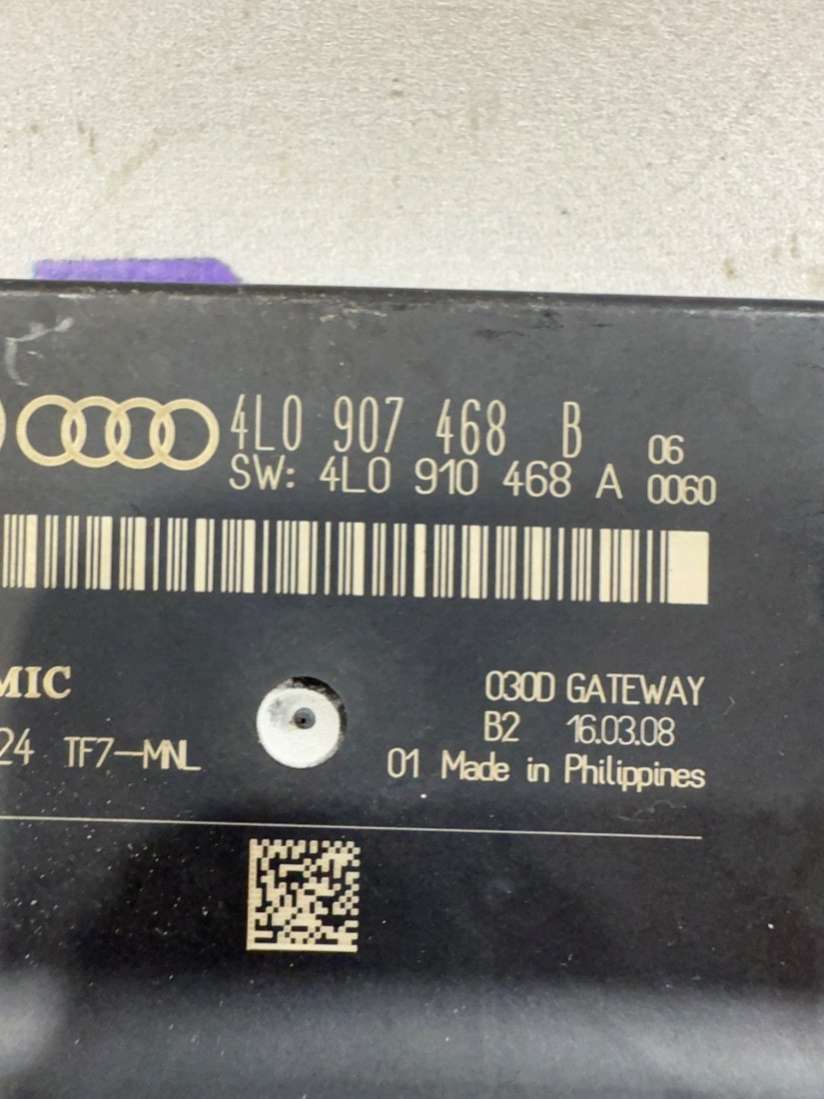 4L0 907 468 B 06
SW: 4L0 910 468 A 0060
MIC
030D GATEWAY
24 TF7-MNL
B2 16.03.08
01 Made in Philippines